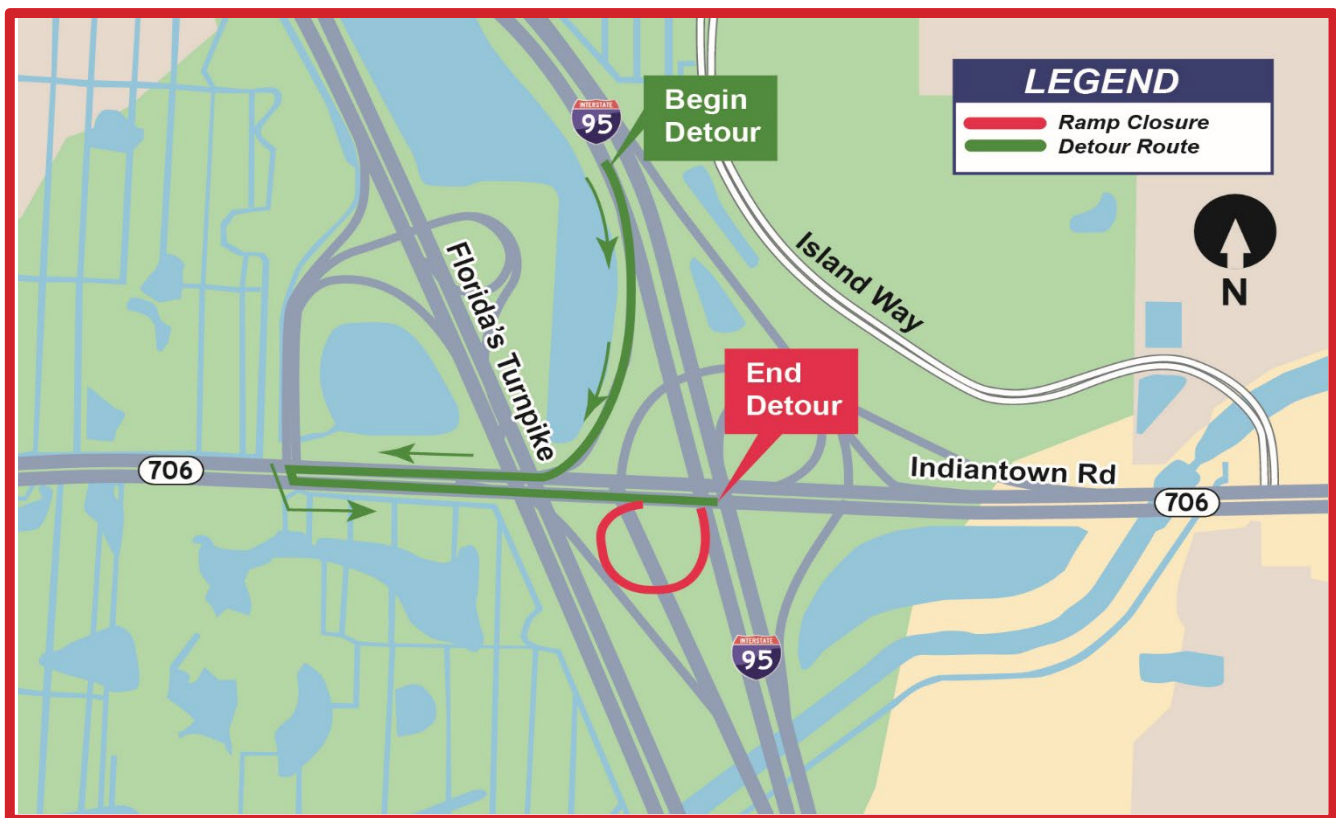 LEGEND
Ramp Closure
Detour Route
INTERSTATE
95
Begin
Detour
Island Way
N
Florida's Turnpike
End
Detour
706
Indiantown Rd
706
INTERSTATE
95